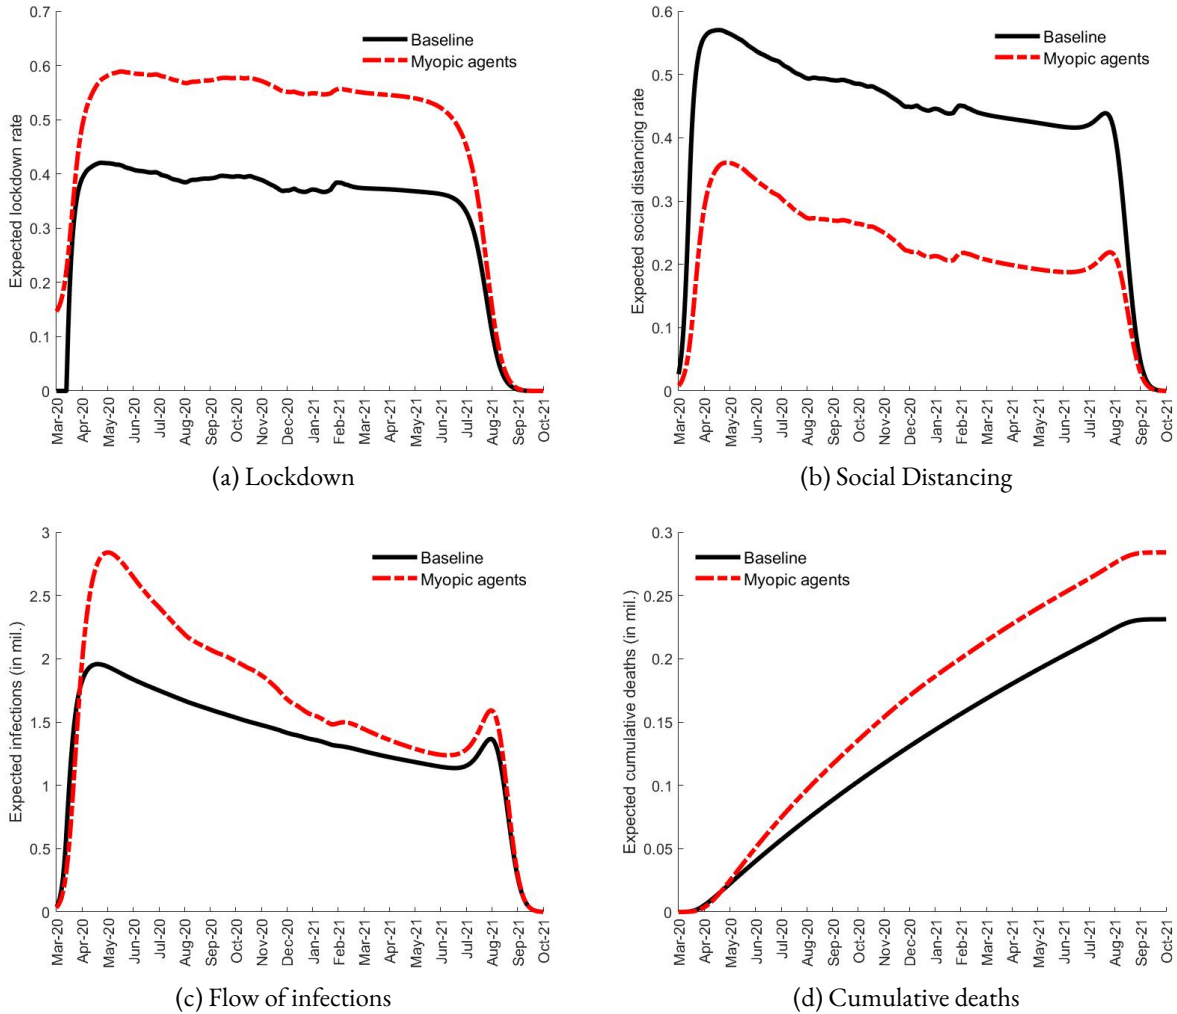 0.7
0.6
0.5
0.4
0.3
0.2
0.1
0
Expected lockdown rate
Baseline
Myopic agents
Mar-20 Apr-20 May-20 Jun-20 Jul-20 Aug-20 Sep-20 Oct-20 Nov-20 Dec-20 Jan-21 Feb-21 Mar-21 Apr-21 May-21 Jun-21 Jul-21 Aug-21 Sep-21 Oct-21
(a) Lockdown
0.6
0.5
0.4
0.3
0.2
0.1
0
Expected social distancing rate
Baseline
Myopic agents
Mar-20 Apr-20 May-20 Jun-20 Jul-20 Aug-20 Sep-20 Oct-20 Nov-20 Dec-20 Jan-21 Feb-21 Mar-21 Apr-21 May-21 Jun-21 Jul-21 Aug-21 Sep-21 Oct-21
(b) Social Distancing
3
2.5
2
1.5
1
0.5
0
Expected infections (in mil.)
Baseline
Myopic agents
Mar-20 Apr-20 May-20 Jun-20 Jul-20 Aug-20 Sep-20 Oct-20 Nov-20 Dec-20 Jan-21 Feb-21 Mar-21 Apr-21 May-21 Jun-21 Jul-21 Aug-21 Sep-21 Oct-21
(c) Flow of infections
0.3
0.25
0.2
0.15
0.1
0.05
0
Expected cumulative deaths (in mil.)
Baseline
Myopic agents
Mar-20 Apr-20 May-20 Jun-20 Jul-20 Aug-20 Sep-20 Oct-20 Nov-20 Dec-20 Jan-21 Feb-21 Mar-21 Apr-21 May-21 Jun-21 Jul-21 Aug-21 Sep-21 Oct-21
(d) Cumulative deaths